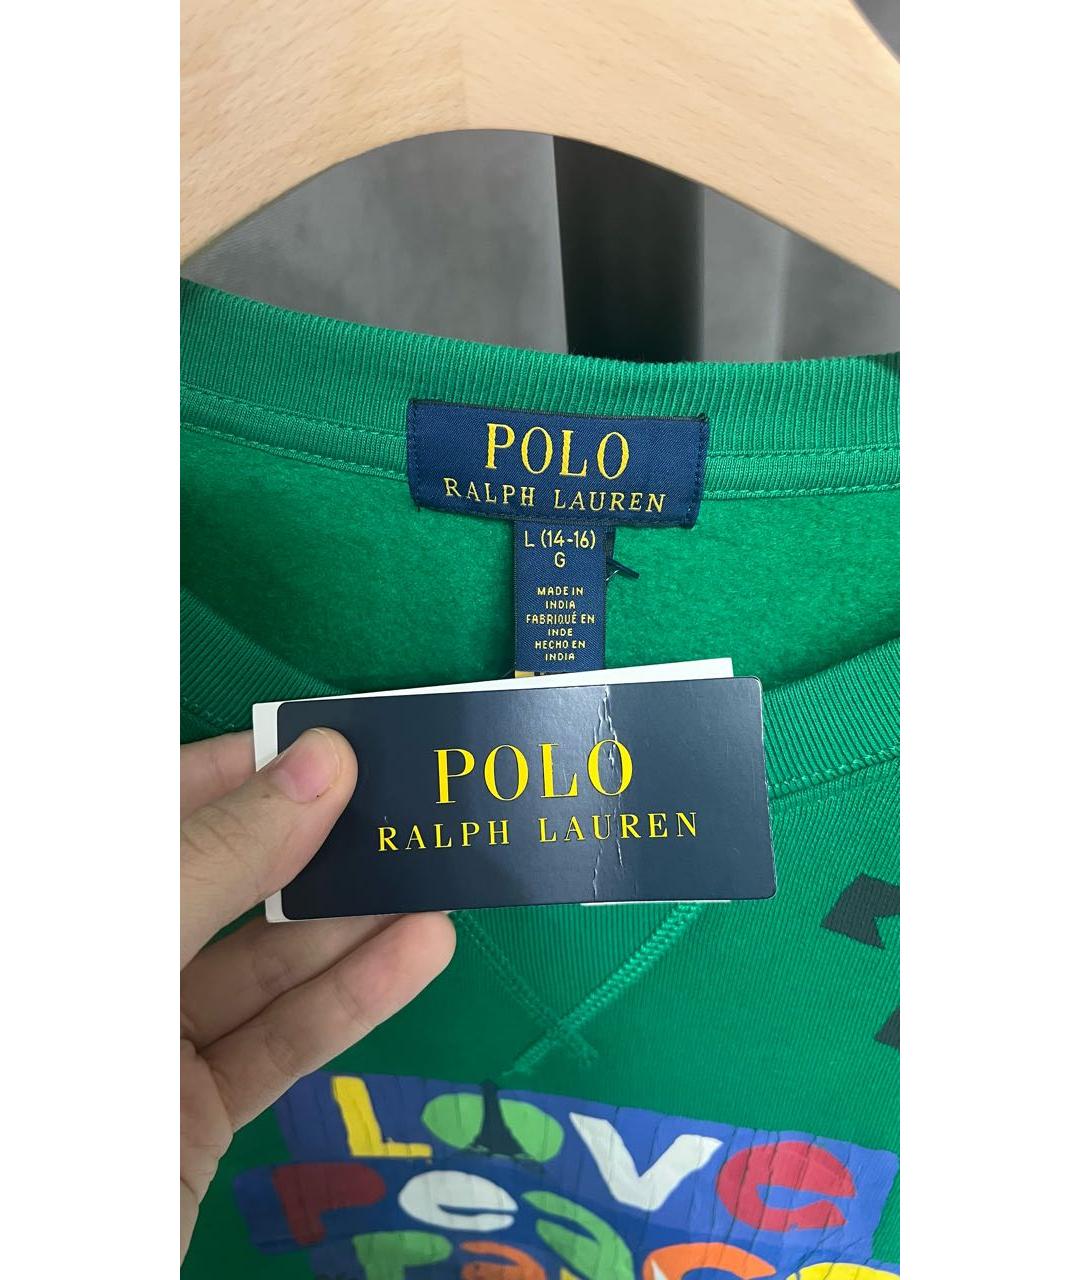 POLO
RALPH LAUREN
L (14-16)
G
MADE IN
INDIA
FABRIQUÉ EN
INDE
HECHO EN
INDIA
POLO
RALPH LAUREN
Love
Peace